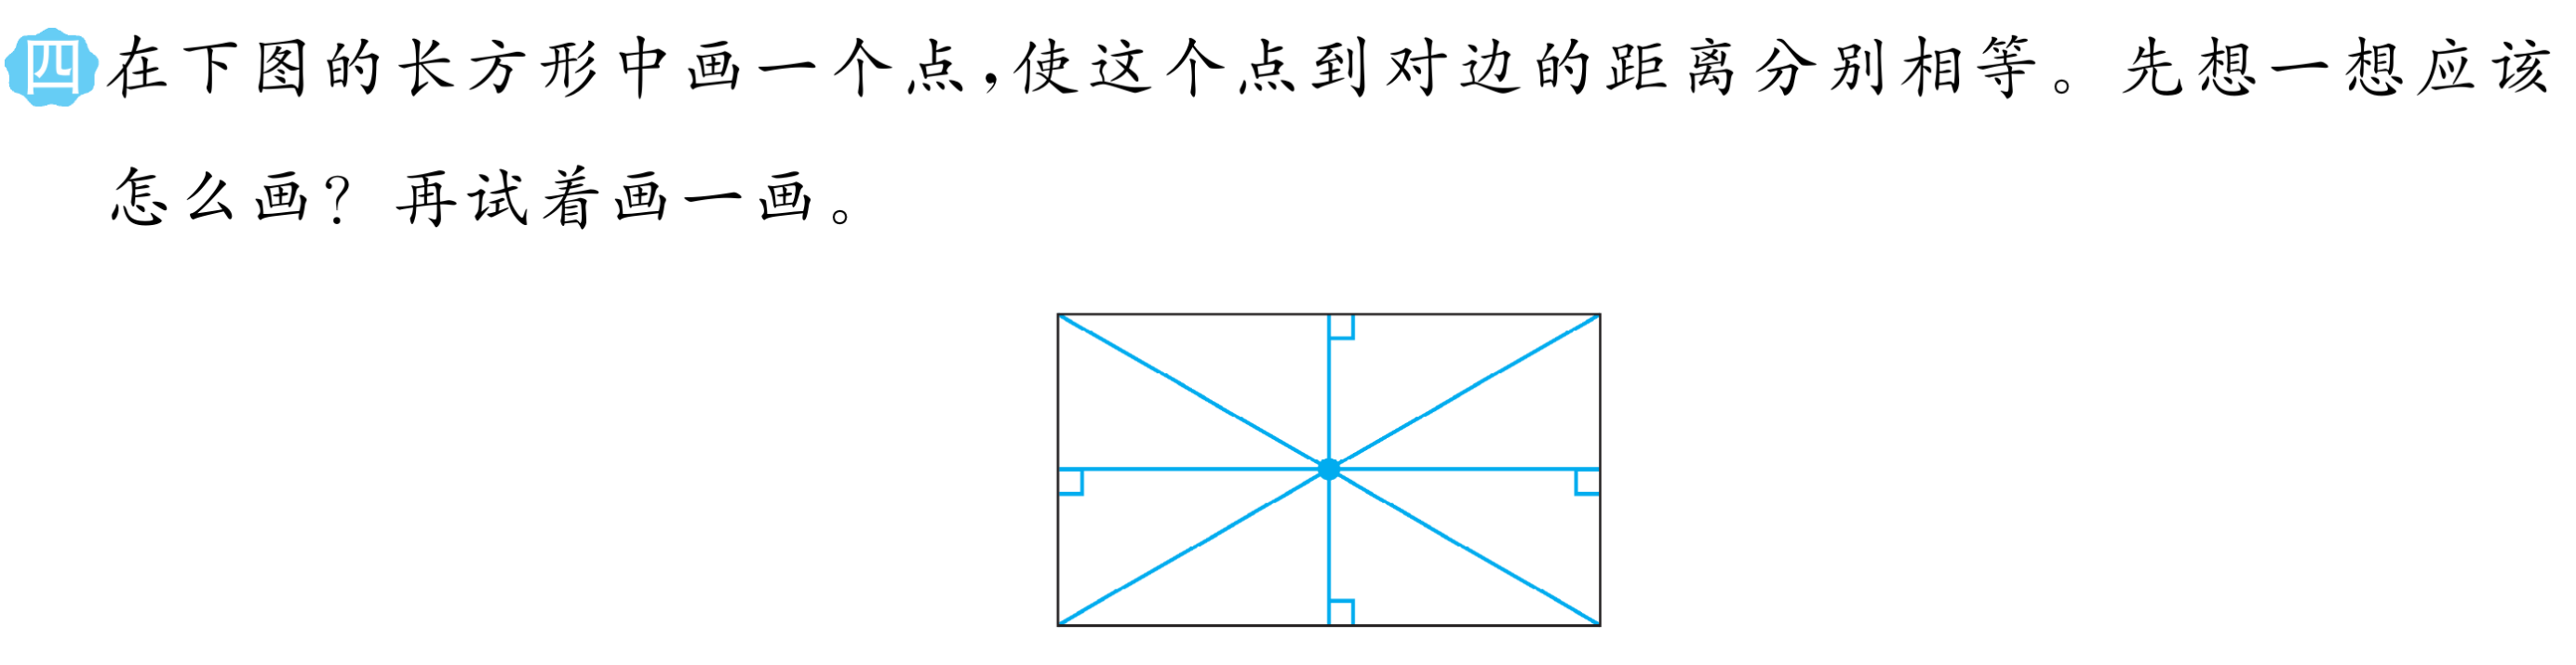 四 在下图的长方形中画一个点,使这个点到对边的距离分别相等。先想一想应该
怎么画?再试着画一画。